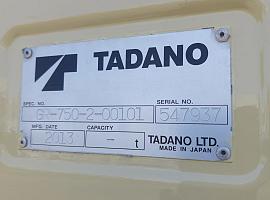 TADANO
SPEC. NO. SERIAL NO.
GR-750-2-00101 547937
MFG. DATE CAPACITY
2013 — t TADANO LTD.
MADE IN JAPAN